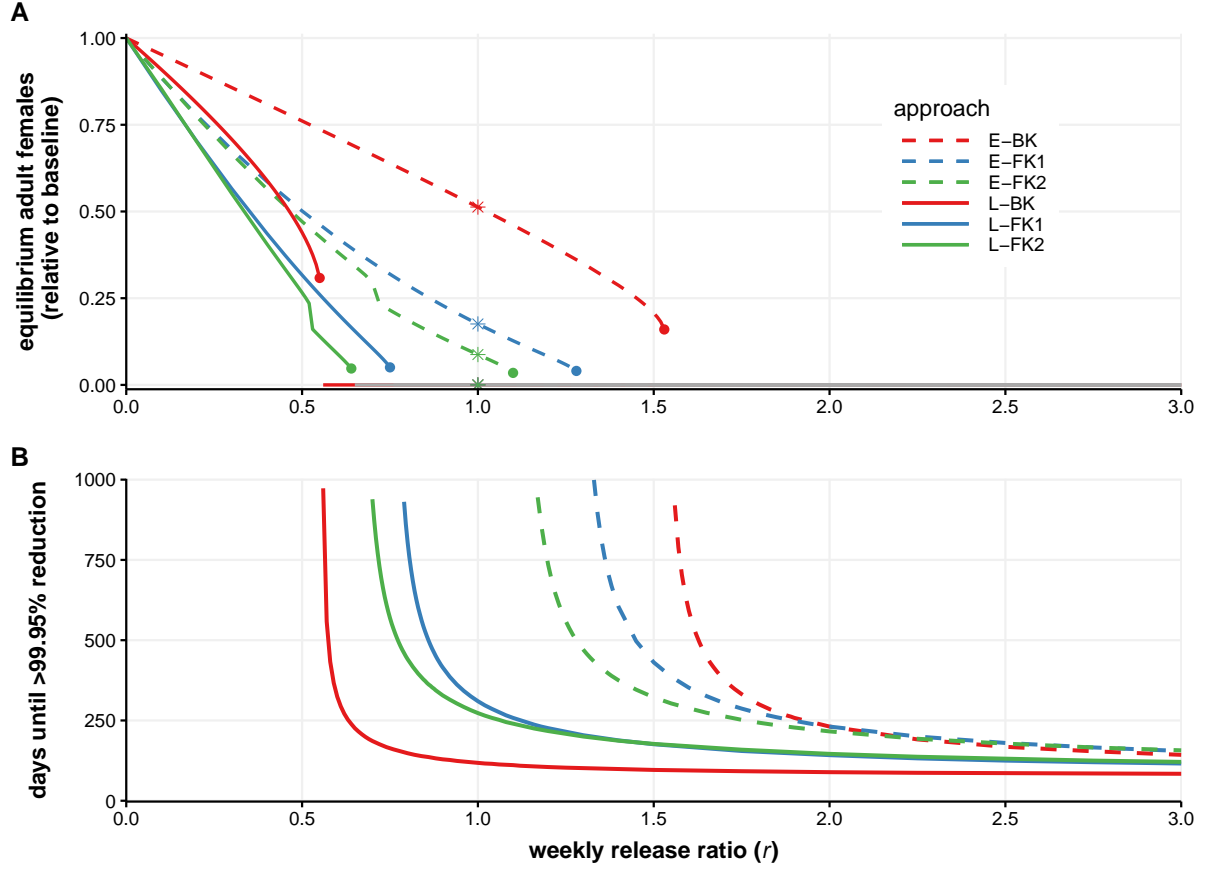 A
equilibrium adult females
(relative to baseline)
1.00
0.75
0.50
0.25
0.00
0.0
0.5
1.0
1.5
2.0
2.5
3.0
approach
E−BK
E−FK1
E−FK2
L−BK
L−FK1
L−FK2
B
days until >99.95% reduction
1000
750
500
250
0
0.0
0.5
1.0
1.5
2.0
2.5
3.0
weekly release ratio (r)